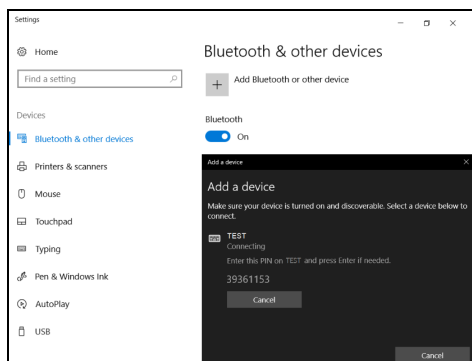 Settings
Home
Find a setting
Devices
Bluetooth & other devices
Printers & scanners
Mouse
Touchpad
Typing
Pen & Windows Ink
AutoPlay
USB
Bluetooth & other devices
Add Bluetooth or other device
Bluetooth
On
Add a device
Add a device
Make sure your device is turned on and discoverable. Select a device below to
connect.
TEST
Connecting
Enter this PIN on TEST and press Enter if needed.
39361153
Cancel
Cancel